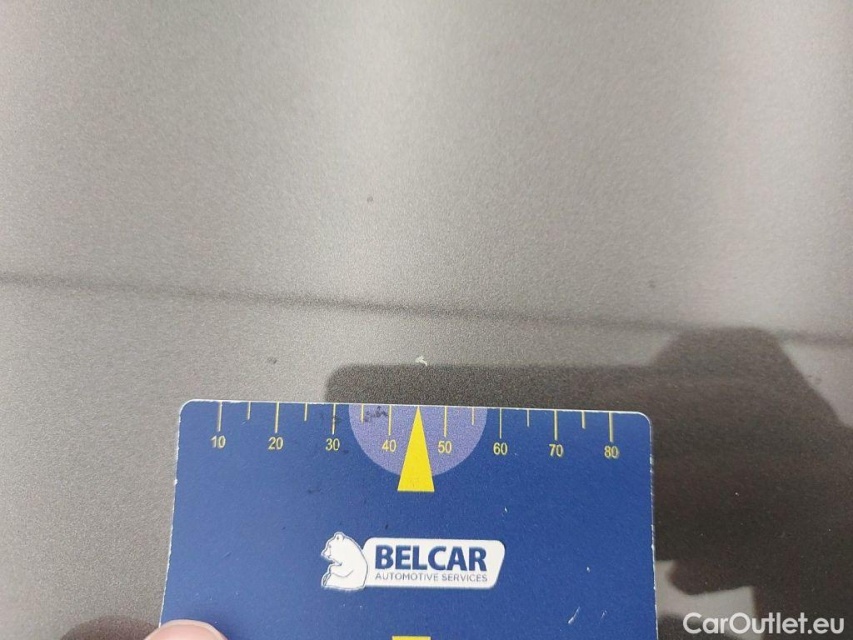 10 20 30 40 50 60 70 80
BELCAR
AUTOMOTIVE SERVICES
CarOutlet.eu